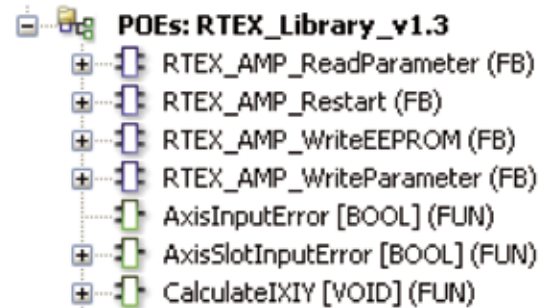 POEs: RTEX_Library_v1.3
RTEX_AMP_ReadParameter (FB)
RTEX_AMP_Restart (FB)
RTEX_AMP_WriteEEPROM (FB)
RTEX_AMP_WriteParameter (FB)
AxisInputError [BOOL] (FUN)
AxisSlotInputError [BOOL] (FUN)
CalculateIXIY [VOID] (FUN)